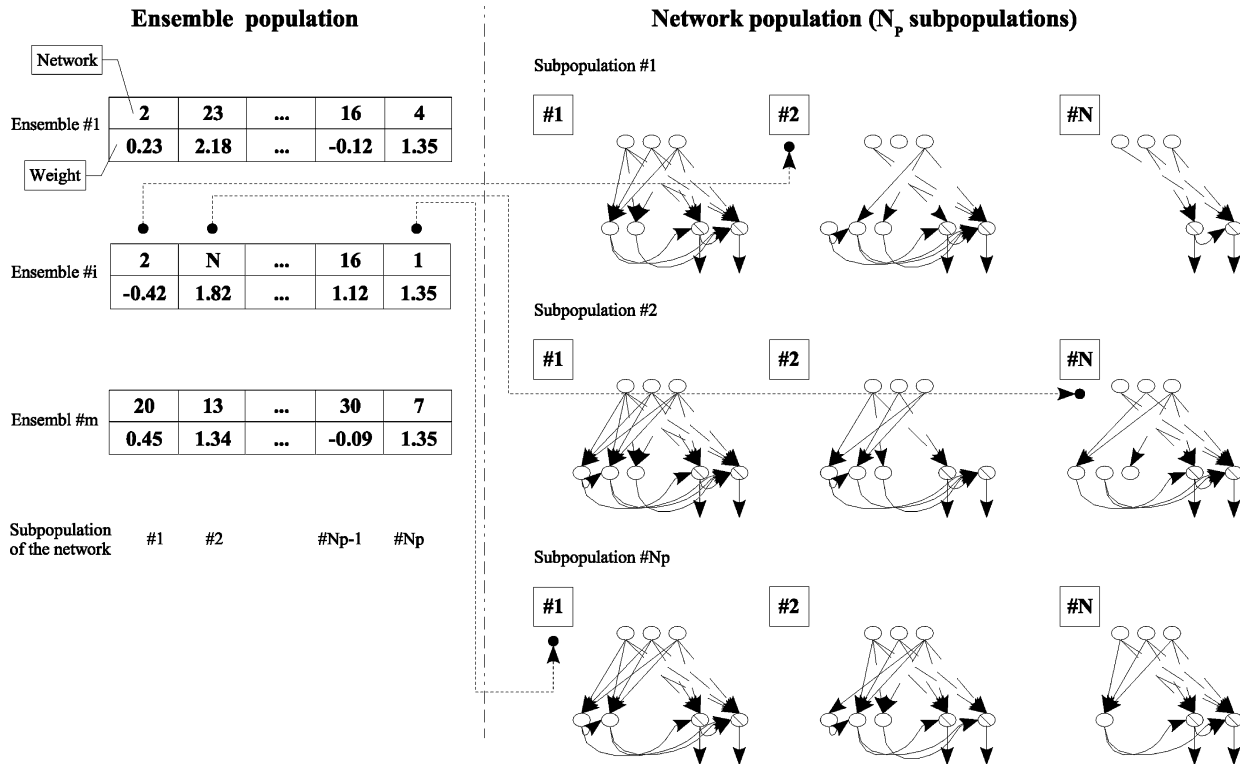 Ensemble population
Network population (Np subpopulations)
Network
Ensemble #1
2 23 ... 16 4
0.23 2.18 ... -0.12 1.35
Weight
Ensemble #i
2 N ... 16 1
-0.42 1.82 ... 1.12 1.35
Ensembl #m
20 13 ... 30 7
0.45 1.34 ... -0.09 1.35
Subpopulation
of the network
#1 #2 #Np-1 #Np
Subpopulation #1
#1 #2 #N
Subpopulation #2
#1 #2 #N
Subpopulation #Np
#1 #2 #N